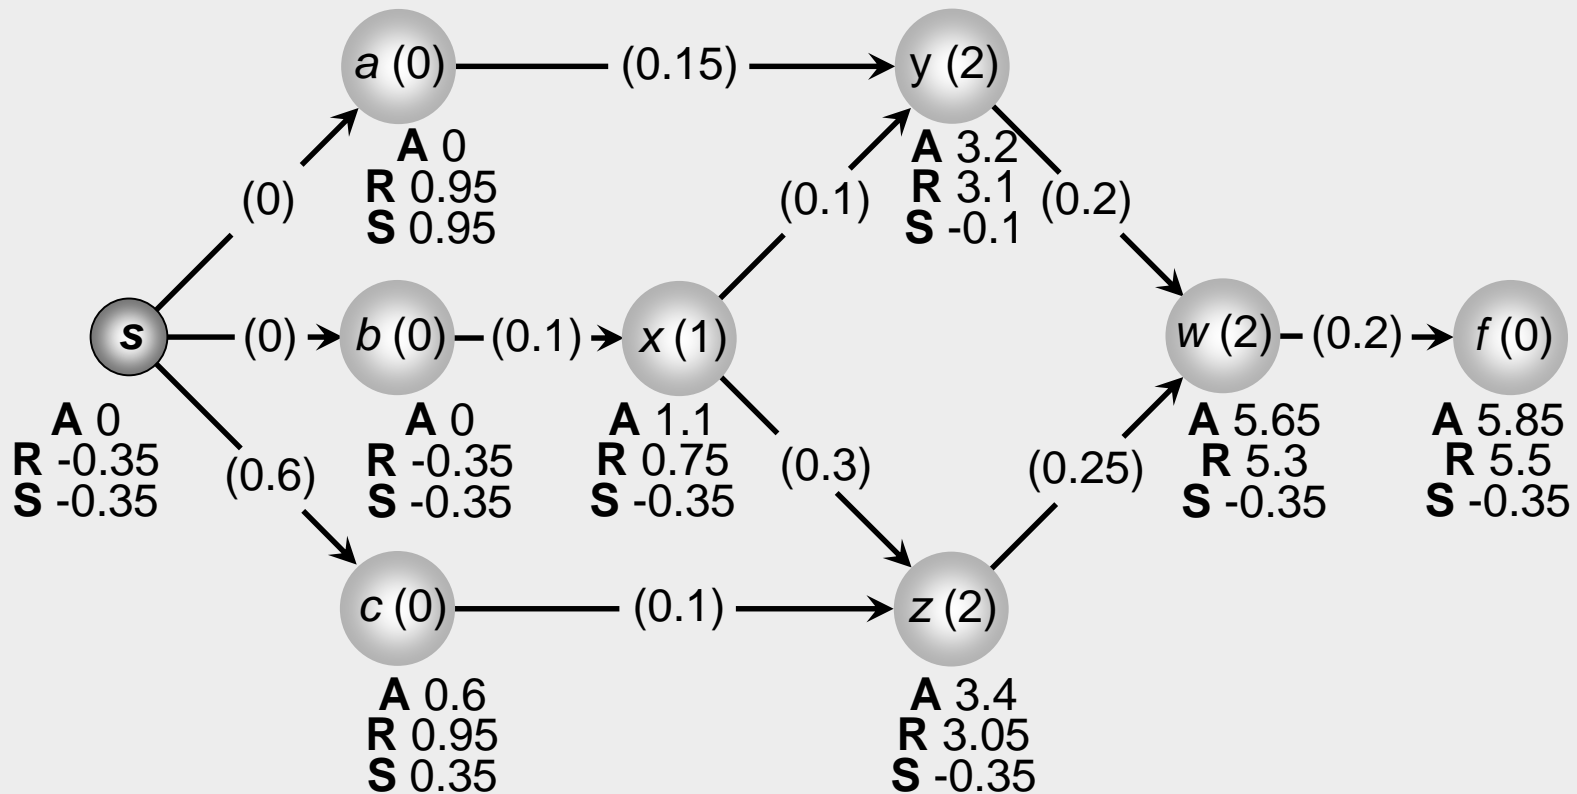 a (0)
(0.15)
y (2)
A 0
R 0.95
S 0.95
A 3.2
R 3.1
S -0.1
(0)
(0.1)
(0.2)
s
(0)
b (0)
(0.1)
x (1)
w (2)
(0.2)
f (0)
A 0
R -0.35
S -0.35
A 0
R -0.35
S -0.35
A 1.1
R 0.75
S -0.35
A 5.65
R 5.3
S -0.35
A 5.85
R 5.5
S -0.35
(0.6)
(0.3)
(0.25)
c (0)
(0.1)
z (2)
A 0.6
R 0.95
S 0.35
A 3.4
R 3.05
S -0.35